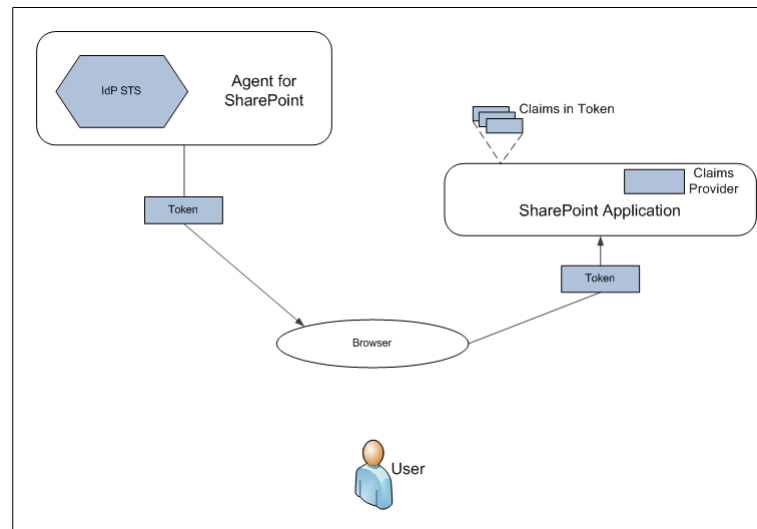 IdP STS
Agent for
SharePoint
Claims in Token
Claims
Provider
SharePoint Application
Token
Token
Browser
User